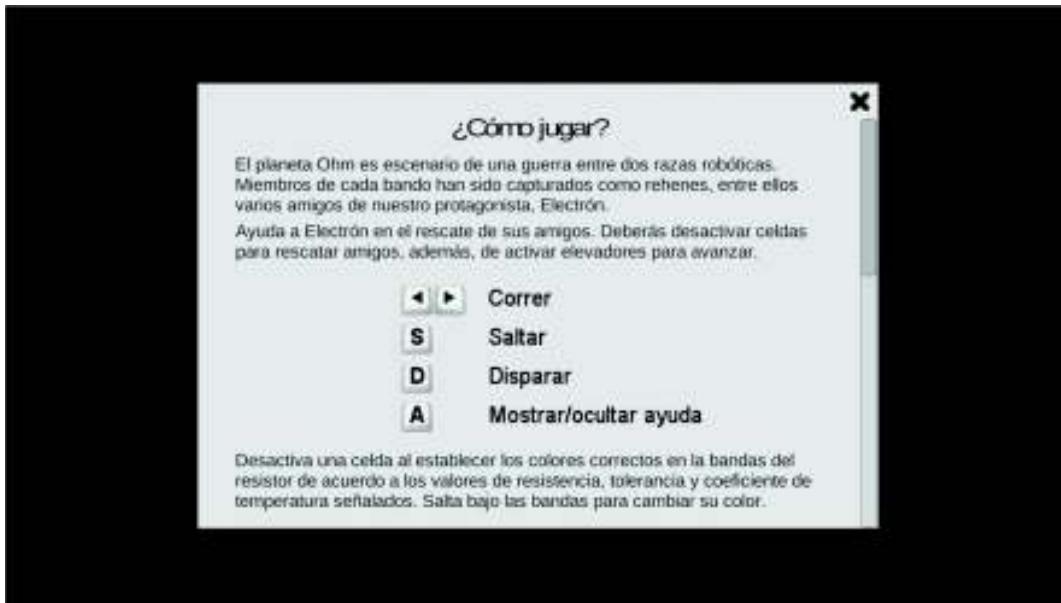 ¿Cómo jugar?
El planeta Ohm es escenario de una guerra entre dos razas robóticas.
Miembros de cada bando han sido capturados como rehenes, entre ellos
varios amigos de nuestro protagonista, Electrón.
Ayuda a Electrón en el rescate de sus amigos. Deberás desactivar celdas
para rescatar amigos, además, de activar elevadores para avanzar.
Correr
S Saltar
D Disparar
A Mostrar/ocultar ayuda
Desactiva una celda al establecer los colores correctos en la bandas del
resistor de acuerdo a los valores de resistencia, tolerancia y coeficiente de
temperatura señalados. Salta bajo las bandas para cambiar su color.